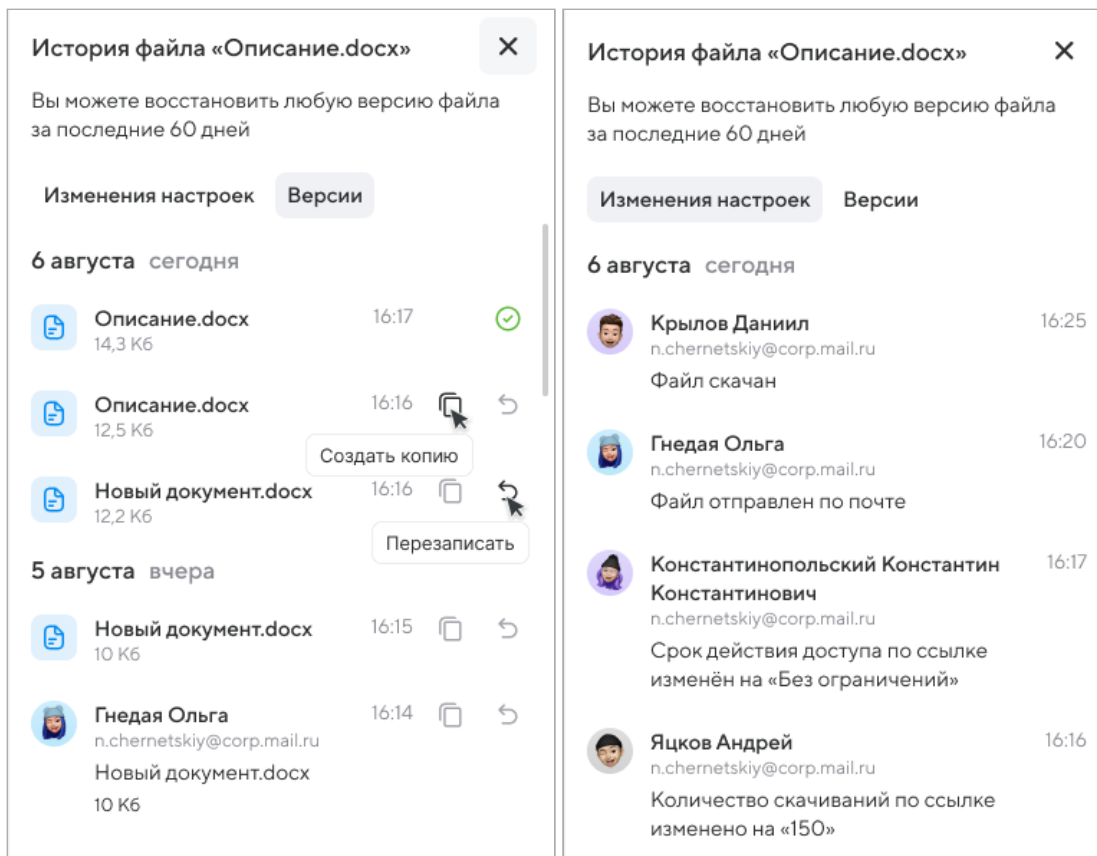 История файла «Описание.docx»
Вы можете восстановить любую версию файла
за последние 60 дней
Изменения настроек Версии
6 августа сегодня
Описание.docx 16:17
14,3 Кб
Описание.docx 16:16
12,5 Кб
Создать копию
Новый документ.docx 16:16
12,2 Кб
Перезаписать
5 августа вчера
Новый документ.docx 16:15
10 Кб
Гнедая Ольга 16:14
n.chernetskiy@corp.mail.ru
Новый документ.docx
10 Кб
История файла «Описание.docx»
Вы можете восстановить любую версию файла
за последние 60 дней
Изменения настроек Версии
6 августа сегодня
Крылов Даниил 16:25
n.chernetskiy@corp.mail.ru
Файл скачан
Гнедая Ольга 16:20
n.chernetskiy@corp.mail.ru
Файл отправлен по почте
Константинопольский Константин 16:17
Константинович
n.chernetskiy@corp.mail.ru
Срок действия доступа по ссылке
изменён на «Без ограничений»
Яцков Андрей 16:16
n.chernetskiy@corp.mail.ru
Количество скачиваний по ссылке
изменено на «150»